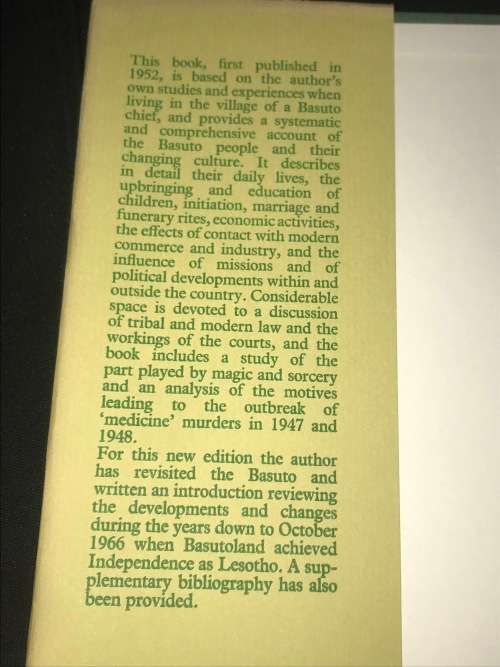 This book, first published in
1952, is based on the author's
own studies and experiences when
living in the village of a Basuto
chief, and provides a systematic
and comprehensive account of
the Basuto people and their
changing culture. It describes
in detail their daily lives, the
upbringing and education of
children, initiation, marriage and
funerary rites, economic activities,
the effects of contact with modern
commerce and industry, and the
influence of missions and of
political developments within and
outside the country. Considerable
space is devoted to a discussion
of tribal and modern law and the
workings of the courts, and the
book includes a study of the
part played by magic and sorcery
and an analysis of the motives
leading to the outbreak of
‘medicine’ murders in 1947 and
1948.
For this new edition the author
has revisited the Basuto and
written an introduction reviewing
the developments and changes
during the years down to October
1966 when Basutoland achieved
Independence as Lesotho. A sup-
plementary bibliography has also
been provided.